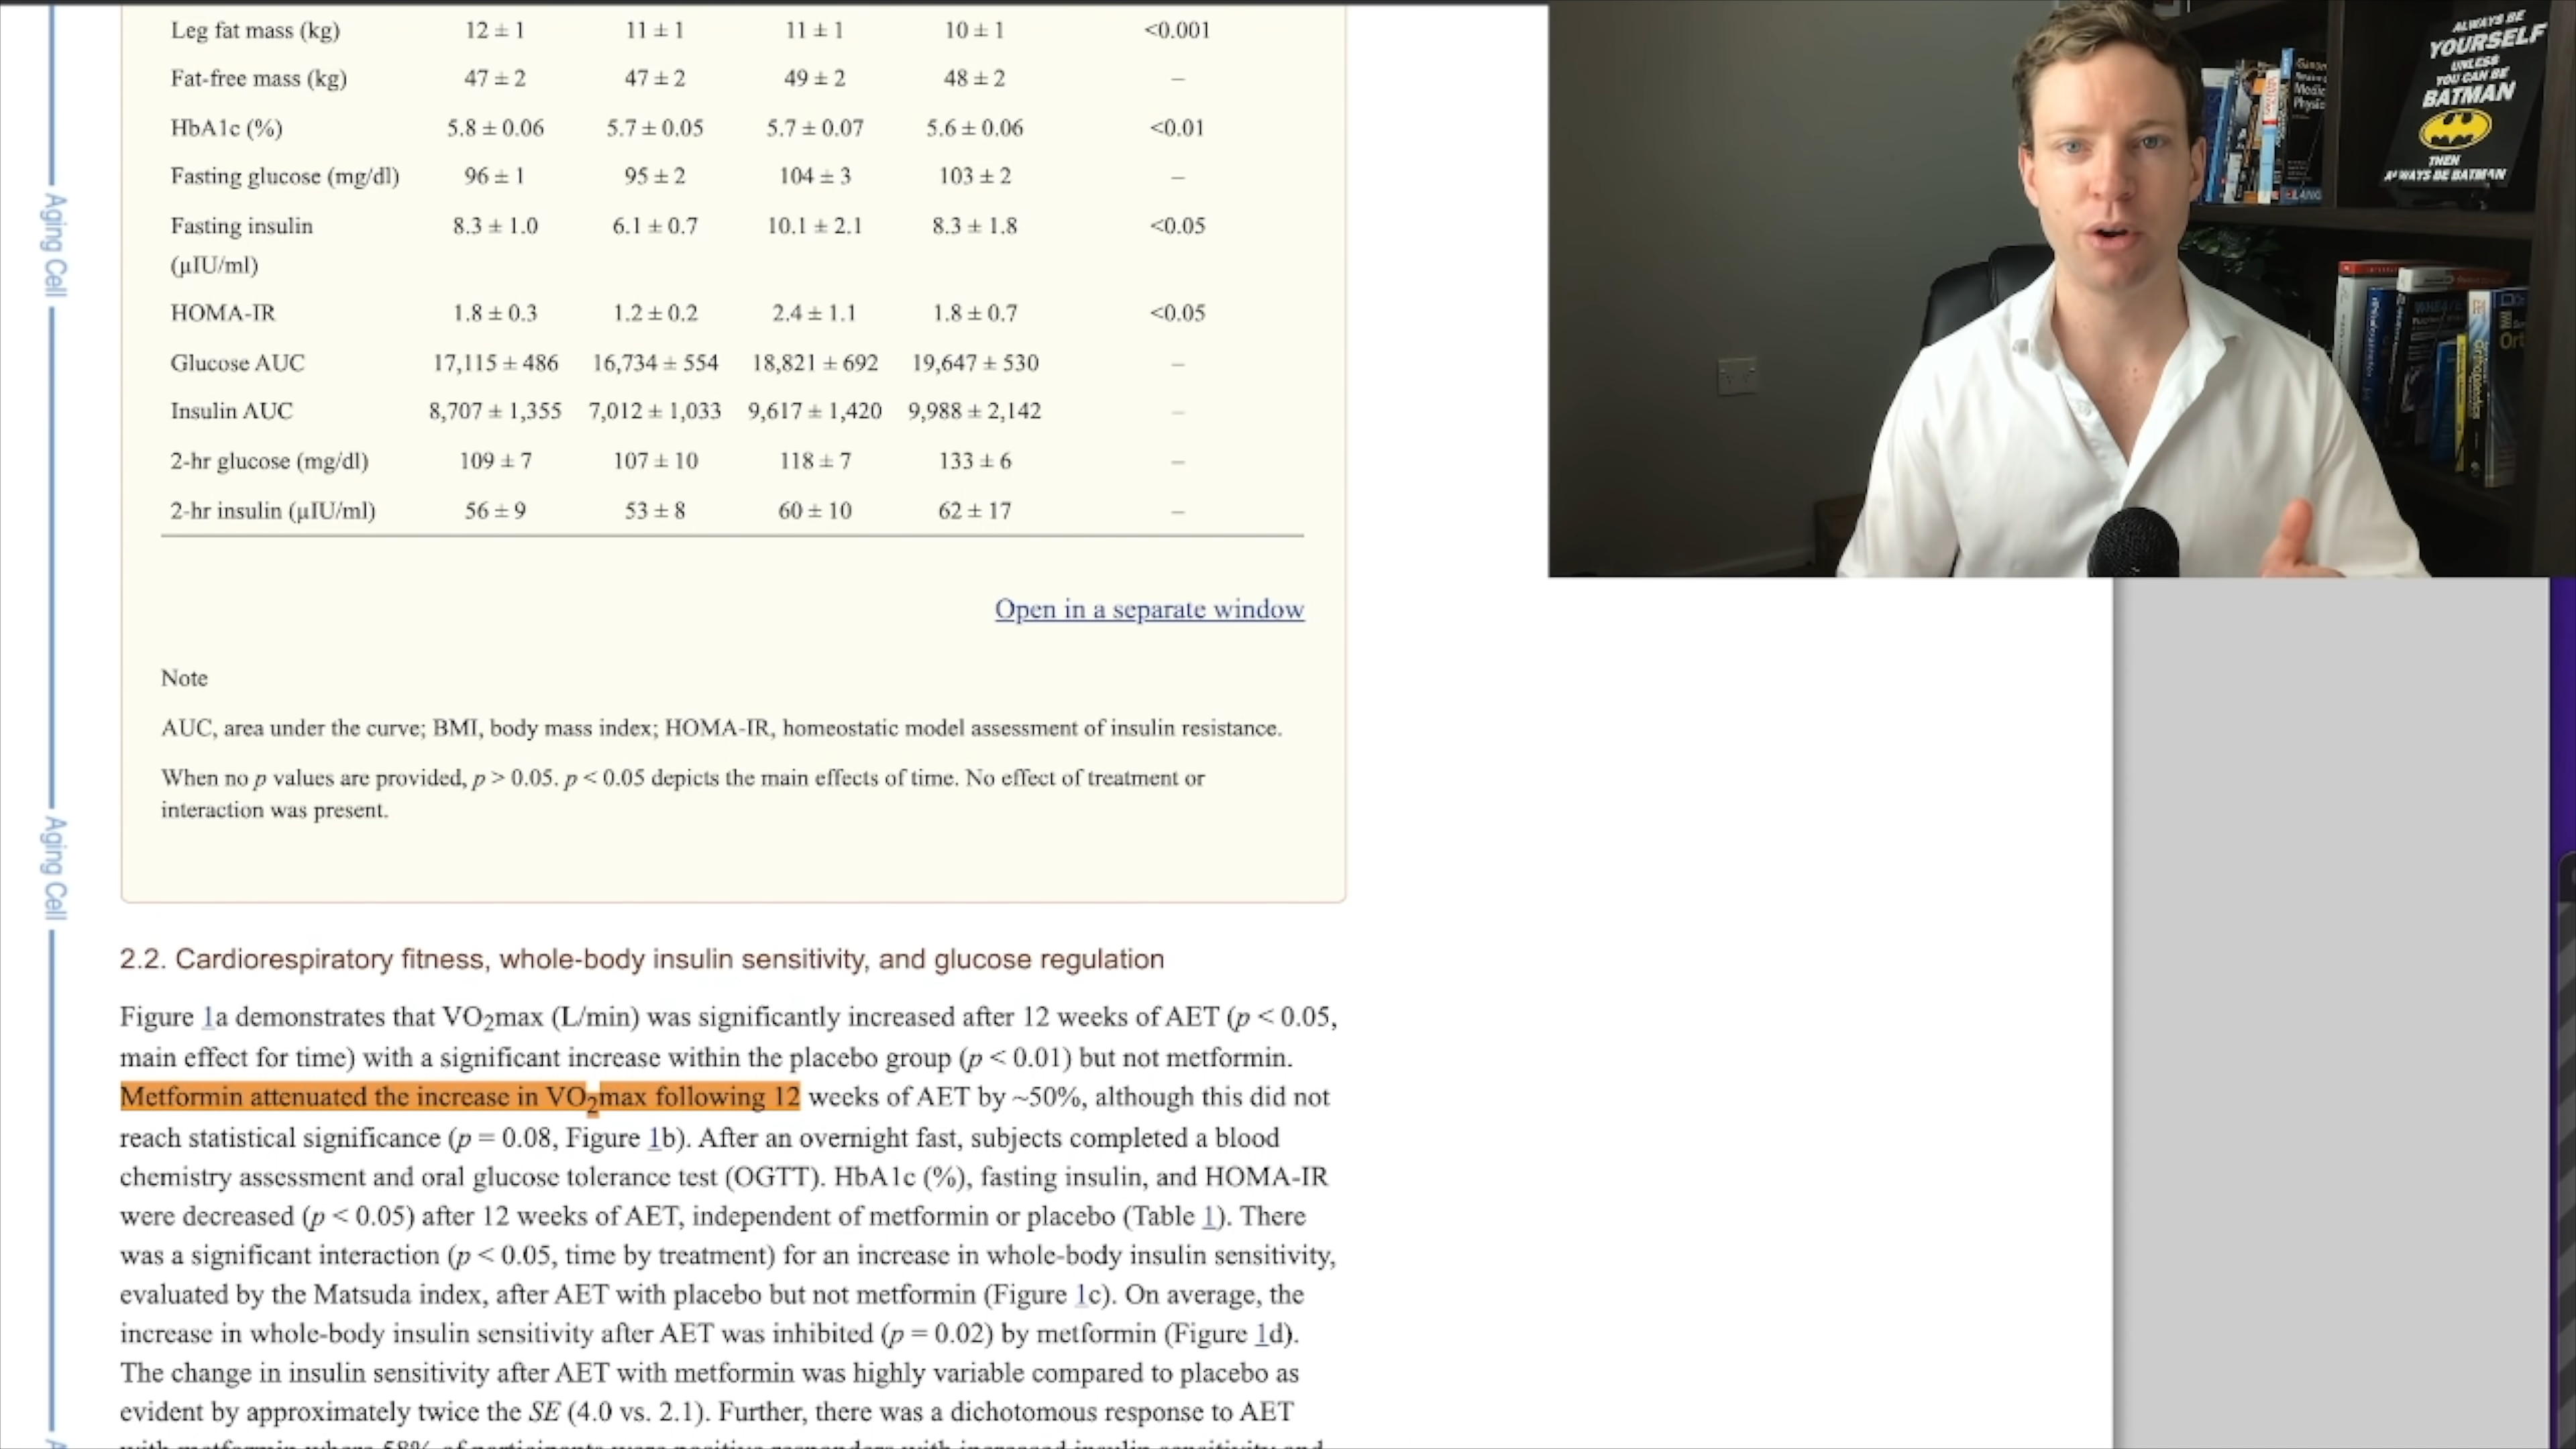 Leg fat mass (kg) 12 ± 1 11 ± 1 11 ± 1 10 ± 1 <0.001
Fat-free mass (kg) 47 ± 2 47 ± 2 49 ± 2 48 ± 2 –
HbA1c (%) 5.8 ± 0.06 5.7 ± 0.05 5.7 ± 0.07 5.6 ± 0.06 <0.01
Fasting glucose (mg/dl) 96 ± 1 95 ± 2 104 ± 3 103 ± 2 –
Fasting insulin 8.3 ± 1.0 6.1 ± 0.7 10.1 ± 2.1 8.3 ± 1.8 <0.05
(μIU/ml)
HOMA-IR 1.8 ± 0.3 1.2 ± 0.2 2.4 ± 1.1 1.8 ± 0.7 <0.05
Glucose AUC 17,115 ± 486 16,734 ± 554 18,821 ± 692 19,647 ± 530 –
Insulin AUC 8,707 ± 1,355 7,012 ± 1,033 9,617 ± 1,420 9,988 ± 2,142 –
2-hr glucose (mg/dl) 109 ± 7 107 ± 10 118 ± 7 133 ± 6 –
2-hr insulin (μIU/ml) 56 ± 9 53 ± 8 60 ± 10 62 ± 17 –
Open in a separate window
Note
AUC, area under the curve; BMI, body mass index; HOMA-IR, homeostatic model assessment of insulin resistance.
When no p values are provided, p > 0.05. p < 0.05 depicts the main effects of time. No effect of treatment or
interaction was present.
2.2. Cardiorespiratory fitness, whole-body insulin sensitivity, and glucose regulation
Figure 1a demonstrates that VO2max (L/min) was significantly increased after 12 weeks of AET (p < 0.05,
main effect for time) with a significant increase within the placebo group (p < 0.01) but not metformin.
Metformin attenuated the increase in VO2max following 12 weeks of AET by ~50%, although this did not
reach statistical significance (p = 0.08, Figure 1b). After an overnight fast, subjects completed a blood
chemistry assessment and oral glucose tolerance test (OGTT). HbA1c (%), fasting insulin, and HOMA-IR
were decreased (p < 0.05) after 12 weeks of AET, independent of metformin or placebo (Table 1). There
was a significant interaction (p < 0.05, time by treatment) for an increase in whole-body insulin sensitivity,
evaluated by the Matsuda index, after AET with placebo but not metformin (Figure 1c). On average, the
increase in whole-body insulin sensitivity after AET was inhibited (p = 0.02) by metformin (Figure 1d).
The change in insulin sensitivity after AET with metformin was highly variable compared to placebo as
evident by approximately twice the SE (4.0 vs. 2.1). Further, there was a dichotomous response to AET
with metformin where 58% of participants were positive responders with increased insulin sensitivity and
Aging Cell
Aging Cell
ALWAYS BE
YOURSELF
UNLESS
YOU CAN BE
BATMAN
THEN
ALWAYS BE BATMAN
LANGE